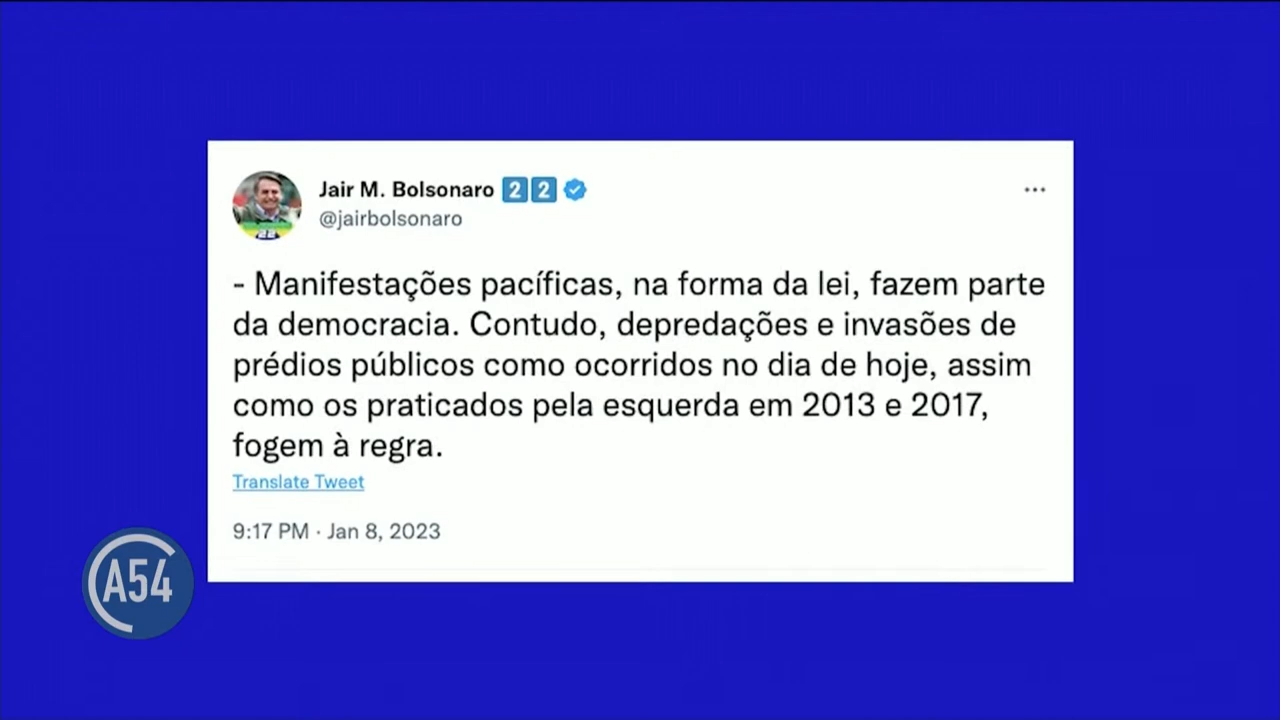 Jair M. Bolsonaro 2️⃣2️⃣
@jairbolsonaro
- Manifestações pacíficas, na forma da lei, fazem parte
da democracia. Contudo, depredações e invasões de
prédios públicos como ocorridos no dia de hoje, assim
como os praticados pela esquerda em 2013 e 2017,
fogem à regra.
Translate Tweet
9:17 PM · Jan 8, 2023
A54
22